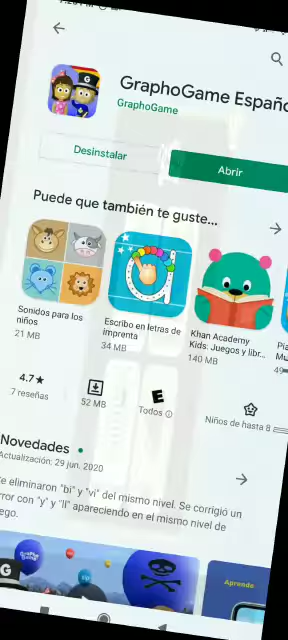 GraphoGame Españo
GraphoGame
Desinstalar
Abrir
Puede que también te guste...
Sonidos para los niños
21 MB
Escribo en letras de imprenta
34 MB
Khan Academy Kids: Juegos y libr...
140 MB
4.7★
7 reseñas
52 MB
E
Todos
Niños de hasta 8
Novedades
Actualización: 29 jun. 2020
e eliminaron "bi" y "vi" del mismo nivel. Se corrigió un
rror con "y" y "ll" apareciendo en el mismo nivel de
ego.
GraphoGame
G
Aprende